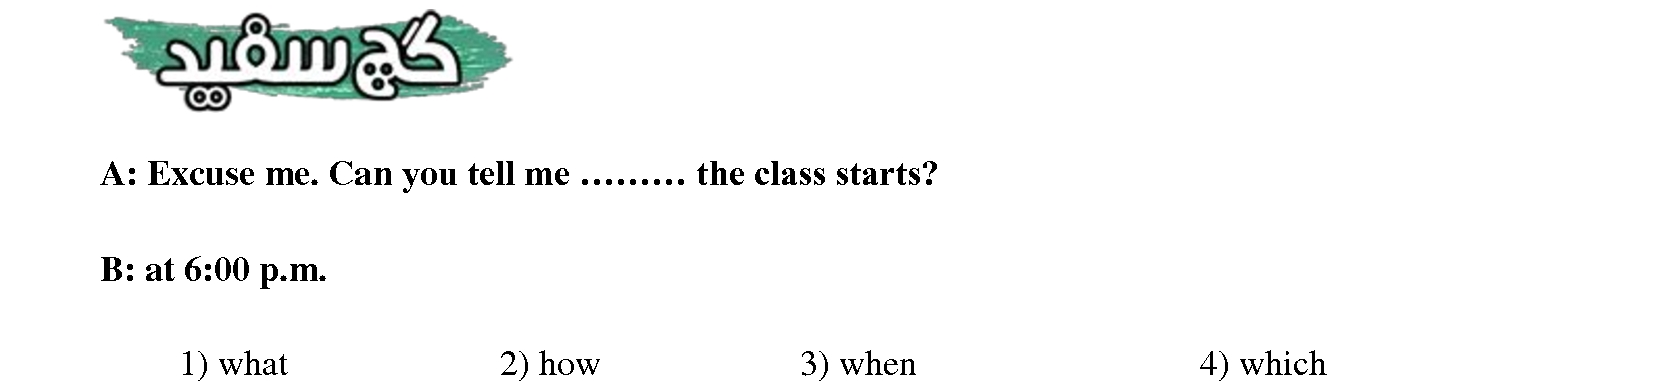 گچ سفید
A: Excuse me. Can you tell me ……… the class starts?
B: at 6:00 p.m.
1) what 2) how 3) when 4) which